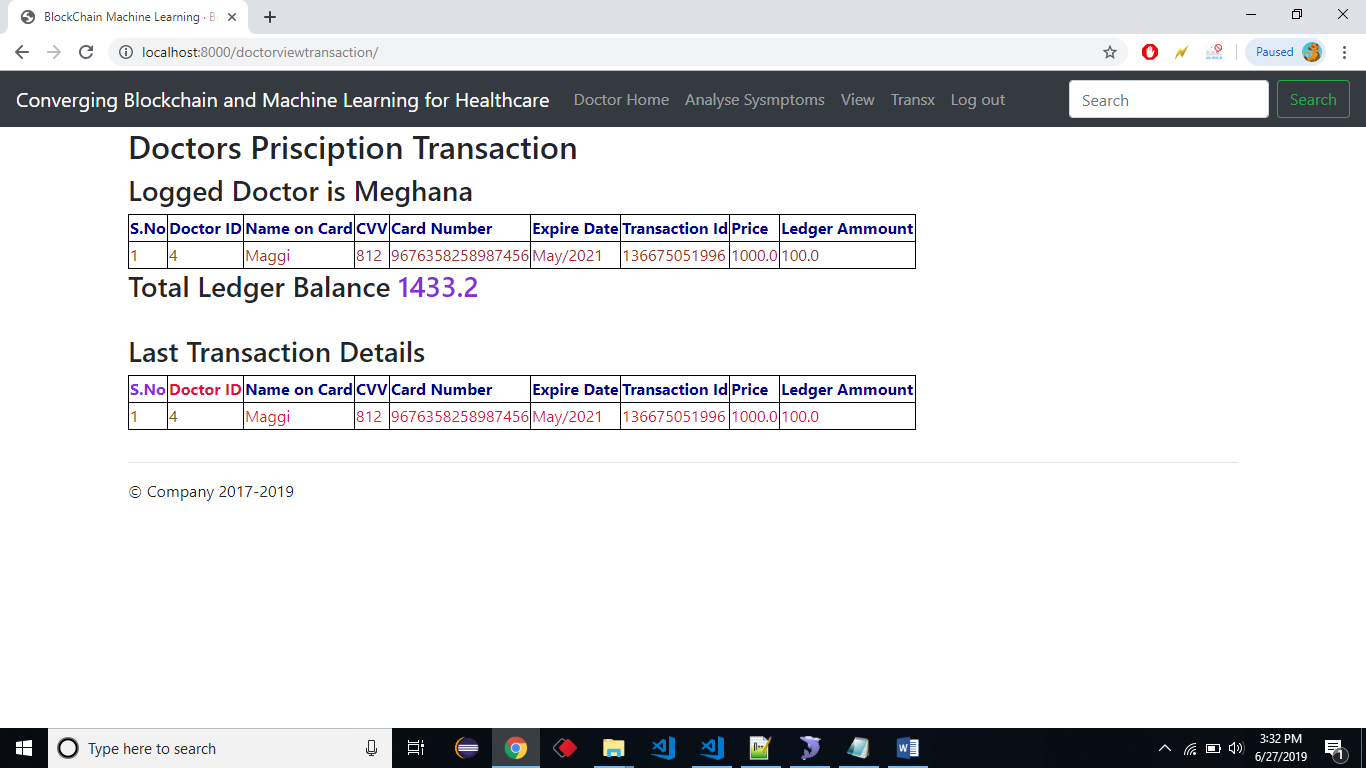 BlockChain Machine Learning · B
localhost:8000/doctorviewtransaction/
Paused
Converging Blockchain and Machine Learning for Healthcare Doctor Home Analyse Sysmptoms View Transx Log out Search Search
Doctors Prisciption Transaction
Logged Doctor is Meghana
S.No Doctor ID Name on Card CVV Card Number Expire Date Transaction Id Price Ledger Ammount
1 4 Maggi 812 9676358258987456 May/2021 136675051996 1000.0 100.0
Total Ledger Balance 1433.2
Last Transaction Details
S.No Doctor ID Name on Card CVV Card Number Expire Date Transaction Id Price Ledger Ammount
1 4 Maggi 812 9676358258987456 May/2021 136675051996 1000.0 100.0
© Company 2017-2019
Type here to search
3:32 PM
6/27/2019
1